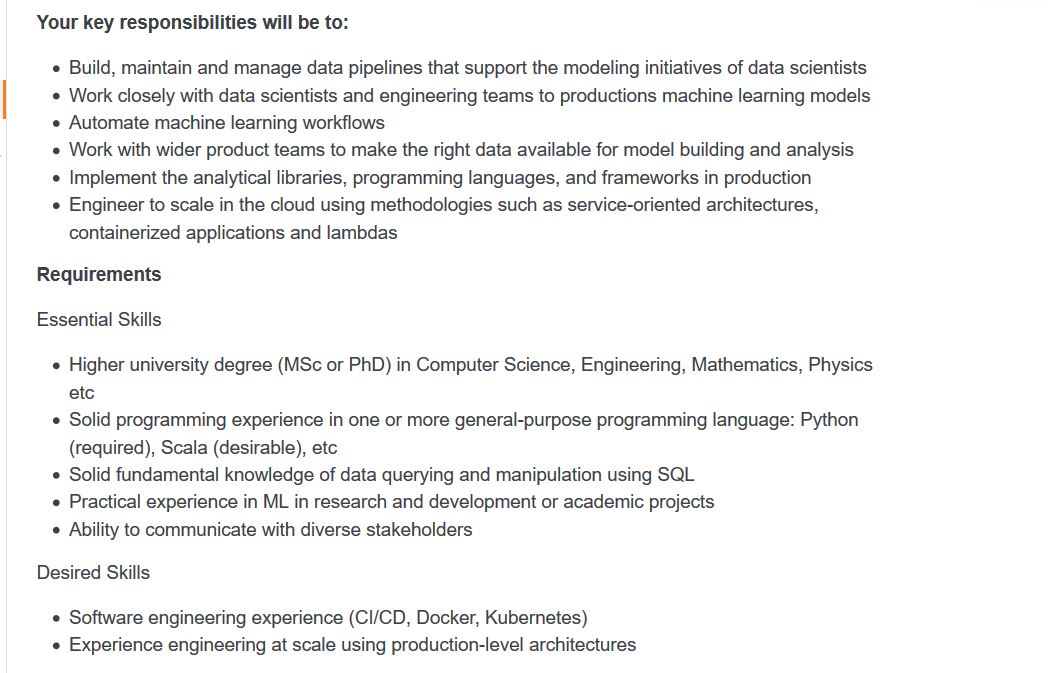 Your key responsibilities will be to:
• Build, maintain and manage data pipelines that support the modeling initiatives of data scientists
• Work closely with data scientists and engineering teams to productions machine learning models
• Automate machine learning workflows
• Work with wider product teams to make the right data available for model building and analysis
• Implement the analytical libraries, programming languages, and frameworks in production
• Engineer to scale in the cloud using methodologies such as service-oriented architectures,
containerized applications and lambdas
Requirements
Essential Skills
• Higher university degree (MSc or PhD) in Computer Science, Engineering, Mathematics, Physics
etc
• Solid programming experience in one or more general-purpose programming language: Python
(required), Scala (desirable), etc
• Solid fundamental knowledge of data querying and manipulation using SQL
• Practical experience in ML in research and development or academic projects
• Ability to communicate with diverse stakeholders
Desired Skills
• Software engineering experience (CI/CD, Docker, Kubernetes)
• Experience engineering at scale using production-level architectures